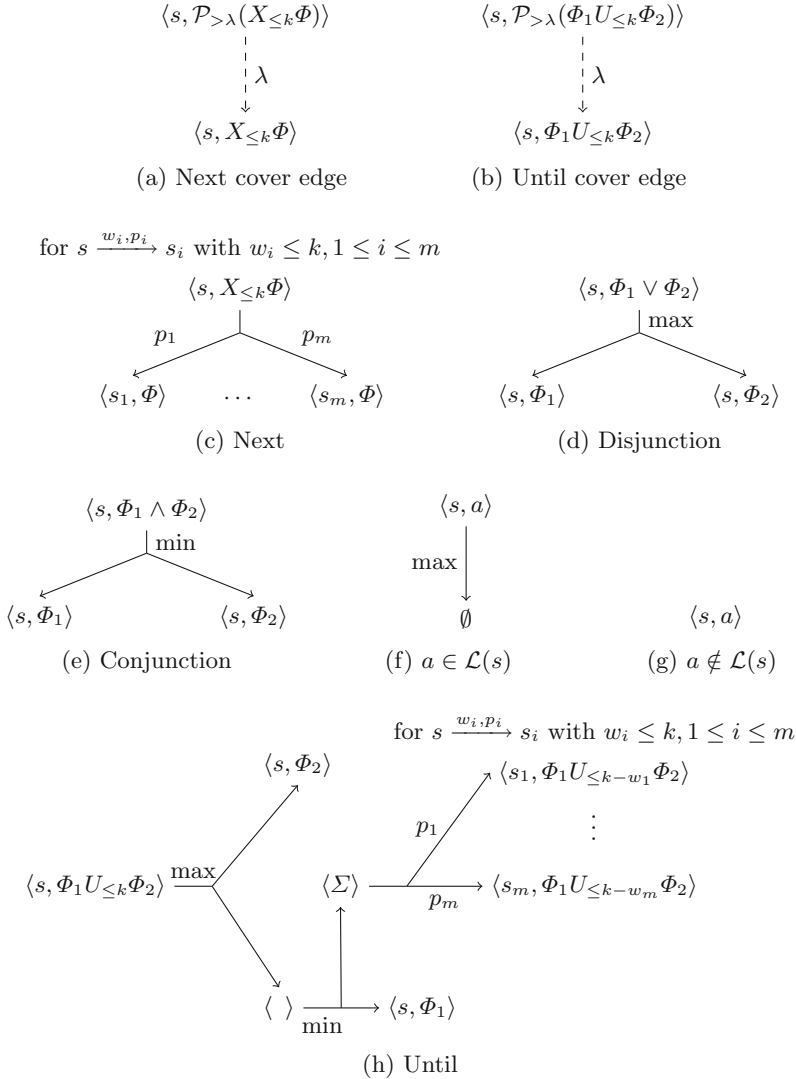 ⟨s, 𝒫>λ(X≤kΦ)⟩ ⟨s, 𝒫>λ(Φ1U≤kΦ2)⟩
λ λ
⟨s, X≤kΦ⟩ ⟨s, Φ1U≤kΦ2⟩
(a) Next cover edge (b) Until cover edge
for s —wi,pi→ si with wi ≤ k, 1 ≤ i ≤ m
⟨s, X≤kΦ⟩ ⟨s, Φ1 ∨ Φ2⟩
p1 pm max
⟨s1, Φ⟩ ... ⟨sm, Φ⟩ ⟨s, Φ1⟩ ⟨s, Φ2⟩
(c) Next (d) Disjunction
⟨s, Φ1 ∧ Φ2⟩ ⟨s, a⟩
min max
⟨s, Φ1⟩ ⟨s, Φ2⟩ ∅ ⟨s, a⟩
(e) Conjunction (f) a ∈ ℒ(s) (g) a ∉ ℒ(s)
for s —wi,pi→ si with wi ≤ k, 1 ≤ i ≤ m
⟨s, Φ2⟩ ⟨s1, Φ1U≤k−w1Φ2⟩
p1 ⋮
⟨s, Φ1U≤kΦ2⟩ max ⟨Σ⟩ pm ⟨sm, Φ1U≤k−wmΦ2⟩
⟨ ⟩ min ⟨s, Φ1⟩
(h) Until